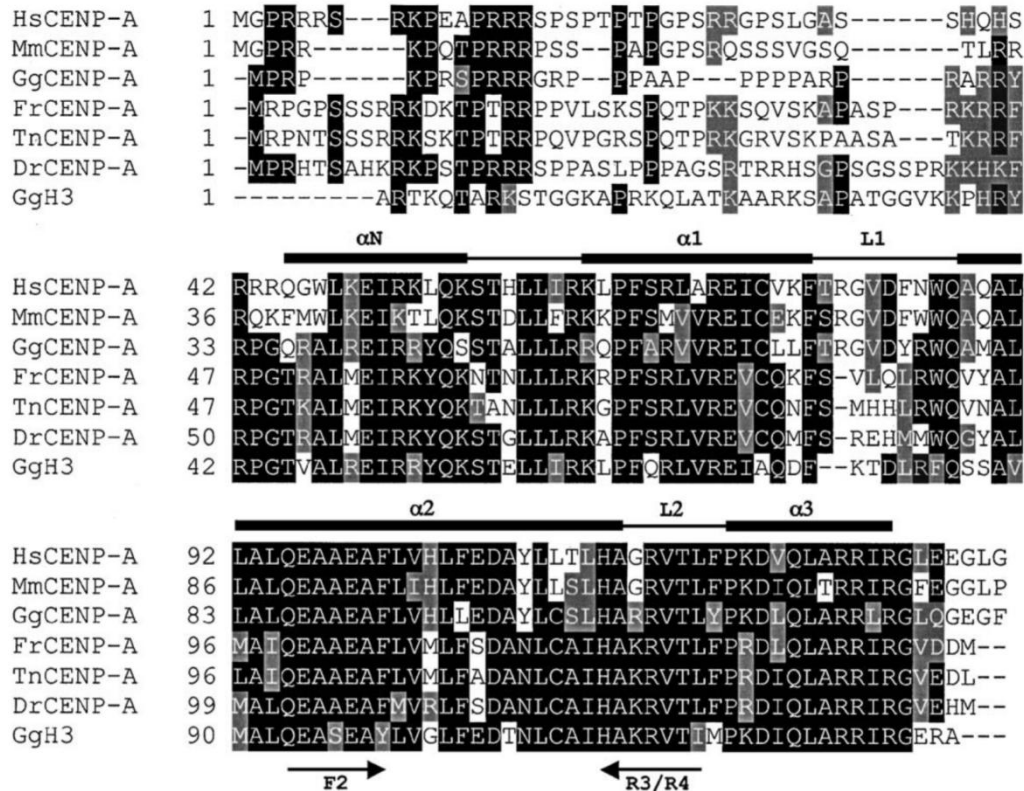 HsCENP-A 1 MGPRRRS---RKPEAPRRRSPSPTPTPGPSRRGPSLGAS------SHQHS
MmCENP-A 1 MGPRR------KPQTPRRRPSS--PAPGPSRQSSSVGSQ------TLRR
GgCENP-A 1 -MPRP------KPRSPRRRGRP--PPAAP---PPPPARP------RARRY
FrCENP-A 1 -MRPGPSSSRRKDKTPTRRPPVLSKSPQTPKKSQVSKAPASP---RKRRF
TnCENP-A 1 -MRPNTSSSRRKSKTPTRRPQVPGRSPQTPRKGRVSKPAASA---TKRRF
DrCENP-A 1 -MPRHTSAHKRKPSTPRRRSPPASLPPPAGSRTRRHSGPSGSSPRKKHKF
GgH3 1 ---------ARTKQTARKSTGGKAPRKQLATKAARKSAPATGGVKKPHRY
αN α1 L1
HsCENP-A 42 RRRQGWLKEIRKLQKSTHLLIRKLPFSRLAREICVKFTRGVDFNWQAQAL
MmCENP-A 36 RQKFMWLKEIKTLQKSTDLLFRKKPFSMVVREICEKFSRGVDFWWQAQAL
GgCENP-A 33 RPGQRALREIRRYQSSTALLLRRQPFARVVREICLLFTRGVDYRWQAMAL
FrCENP-A 47 RPGTRALMEIRKYQKNTNLLLRKRPFSRLVREVCQKFS-VLQLRWQVYAL
TnCENP-A 47 RPGTKALMEIRKYQKTANLLLRKGPFSRLVREVCQNFS-MHHLRWQVNAL
DrCENP-A 50 RPGTRALMEIRKYQKSTGLLLRKAPFSRLVREVCQMFS-REHMMWQGYAL
GgH3 42 RPGTVALREIRRYQKSTELLIRKLPFQRLVREIAQDF--KTDLRFQSSAV
α2 L2 α3
HsCENP-A 92 LALQEAAEAFLVHLFEDAYLLTLHAGRVTLFPKDVQLARRIRGLEEGLG
MmCENP-A 86 LALQEAAEAFLIHLFEDAYLLSLHAGRVTLFPKDIQLTRRIRGFEGGLP
GgCENP-A 83 LALQEAAEAFLVHLLEDAYLCSLHARRVTLYPKDLQLARRLRGLQGEGF
FrCENP-A 96 MAIQEAAEAFLVMLFSDANLCAIHAKRVTLFPRDLQLARRIRGVDDM--
TnCENP-A 96 LAIQEAAEAFLVMLFADANLCAIHAKRVTLFPRDIQLARRIRGVEDL--
DrCENP-A 99 MALQEAAEAFMVRLFSDANLCAIHAKRVTLFPRDIQLARRIRGVEHM--
GgH3 90 MALQEASEAYLVGLFEDTNLCAIHAKRVTIMPKDIQLARRIRGERA---
F2 R3/R4